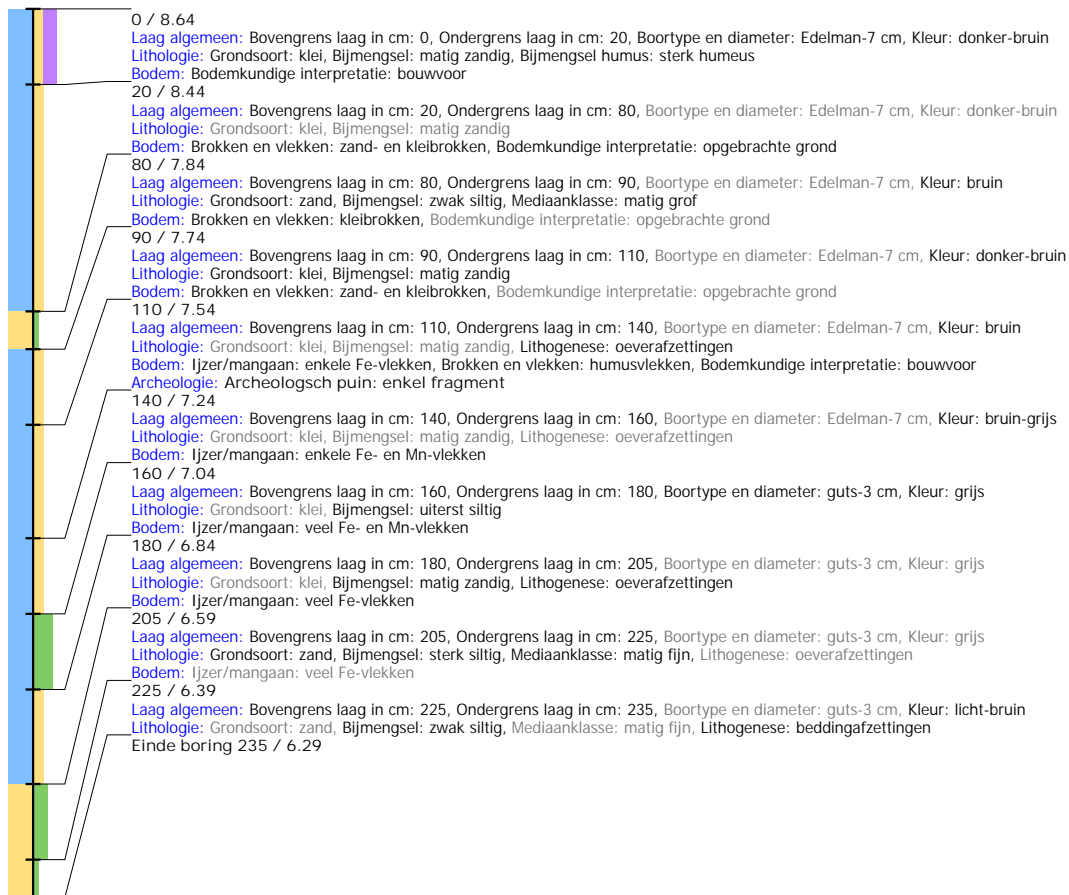 0 / 8.64
Laag algemeen: Bovengrens laag in cm: 0, Ondergrens laag in cm: 20, Boortype en diameter: Edelman-7 cm, Kleur: donker-bruin
Lithologie: Grondsoort: klei, Bijmengsel: matig zandig, Bijmengsel humus: sterk humeus
Bodem: Bodemkundige interpretatie: bouwvoor
20 / 8.44
Laag algemeen: Bovengrens laag in cm: 20, Ondergrens laag in cm: 80, Boortype en diameter: Edelman-7 cm, Kleur: donker-bruin
Lithologie: Grondsoort: klei, Bijmengsel: matig zandig
Bodem: Brokken en vlekken: zand- en kleibrokken, Bodemkundige interpretatie: opgebrachte grond
80 / 7.84
Laag algemeen: Bovengrens laag in cm: 80, Ondergrens laag in cm: 90, Boortype en diameter: Edelman-7 cm, Kleur: bruin
Lithologie: Grondsoort: zand, Bijmengsel: zwak siltig, Mediaanklasse: matig grof
Bodem: Brokken en vlekken: kleibrokken, Bodemkundige interpretatie: opgebrachte grond
90 / 7.74
Laag algemeen: Bovengrens laag in cm: 90, Ondergrens laag in cm: 110, Boortype en diameter: Edelman-7 cm, Kleur: donker-bruin
Lithologie: Grondsoort: klei, Bijmengsel: matig zandig
Bodem: Brokken en vlekken: zand- en kleibrokken, Bodemkundige interpretatie: opgebrachte grond
110 / 7.54
Laag algemeen: Bovengrens laag in cm: 110, Ondergrens laag in cm: 140, Boortype en diameter: Edelman-7 cm, Kleur: bruin
Lithologie: Grondsoort: klei, Bijmengsel: matig zandig, Lithogenese: oeverafzettingen
Bodem: Ijzer/mangaan: enkele Fe-vlekken, Brokken en vlekken: humusvlekken, Bodemkundige interpretatie: bouwvoor
Archeologie: Archeologsch puin: enkel fragment
140 / 7.24
Laag algemeen: Bovengrens laag in cm: 140, Ondergrens laag in cm: 160, Boortype en diameter: Edelman-7 cm, Kleur: bruin-grijs
Lithologie: Grondsoort: klei, Bijmengsel: matig zandig, Lithogenese: oeverafzettingen
Bodem: Ijzer/mangaan: enkele Fe- en Mn-vlekken
160 / 7.04
Laag algemeen: Bovengrens laag in cm: 160, Ondergrens laag in cm: 180, Boortype en diameter: guts-3 cm, Kleur: grijs
Lithologie: Grondsoort: klei, Bijmengsel: uiterst siltig
Bodem: Ijzer/mangaan: veel Fe- en Mn-vlekken
180 / 6.84
Laag algemeen: Bovengrens laag in cm: 180, Ondergrens laag in cm: 205, Boortype en diameter: guts-3 cm, Kleur: grijs
Lithologie: Grondsoort: klei, Bijmengsel: matig zandig, Lithogenese: oeverafzettingen
Bodem: Ijzer/mangaan: veel Fe-vlekken
205 / 6.59
Laag algemeen: Bovengrens laag in cm: 205, Ondergrens laag in cm: 225, Boortype en diameter: guts-3 cm, Kleur: grijs
Lithologie: Grondsoort: zand, Bijmengsel: sterk siltig, Mediaanklasse: matig fijn, Lithogenese: oeverafzettingen
Bodem: Ijzer/mangaan: veel Fe-vlekken
225 / 6.39
Laag algemeen: Bovengrens laag in cm: 225, Ondergrens laag in cm: 235, Boortype en diameter: guts-3 cm, Kleur: licht-bruin
Lithologie: Grondsoort: zand, Bijmengsel: zwak siltig, Mediaanklasse: matig fijn, Lithogenese: beddingafzettingen
Einde boring 235 / 6.29